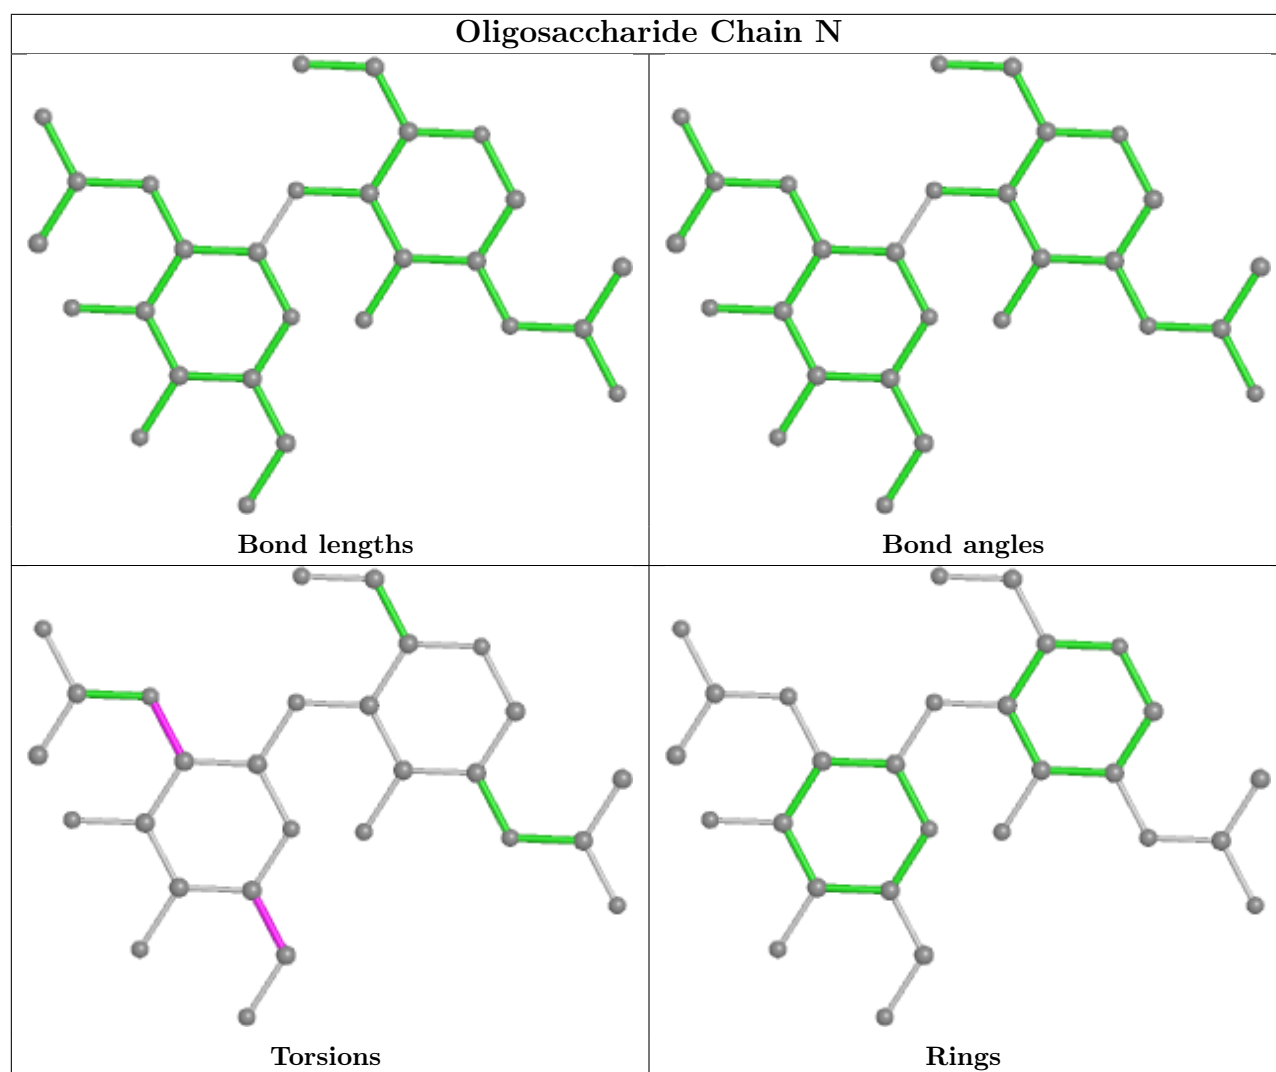 Oligosaccharide Chain N
Bond lengths
Bond angles
Torsions
Rings